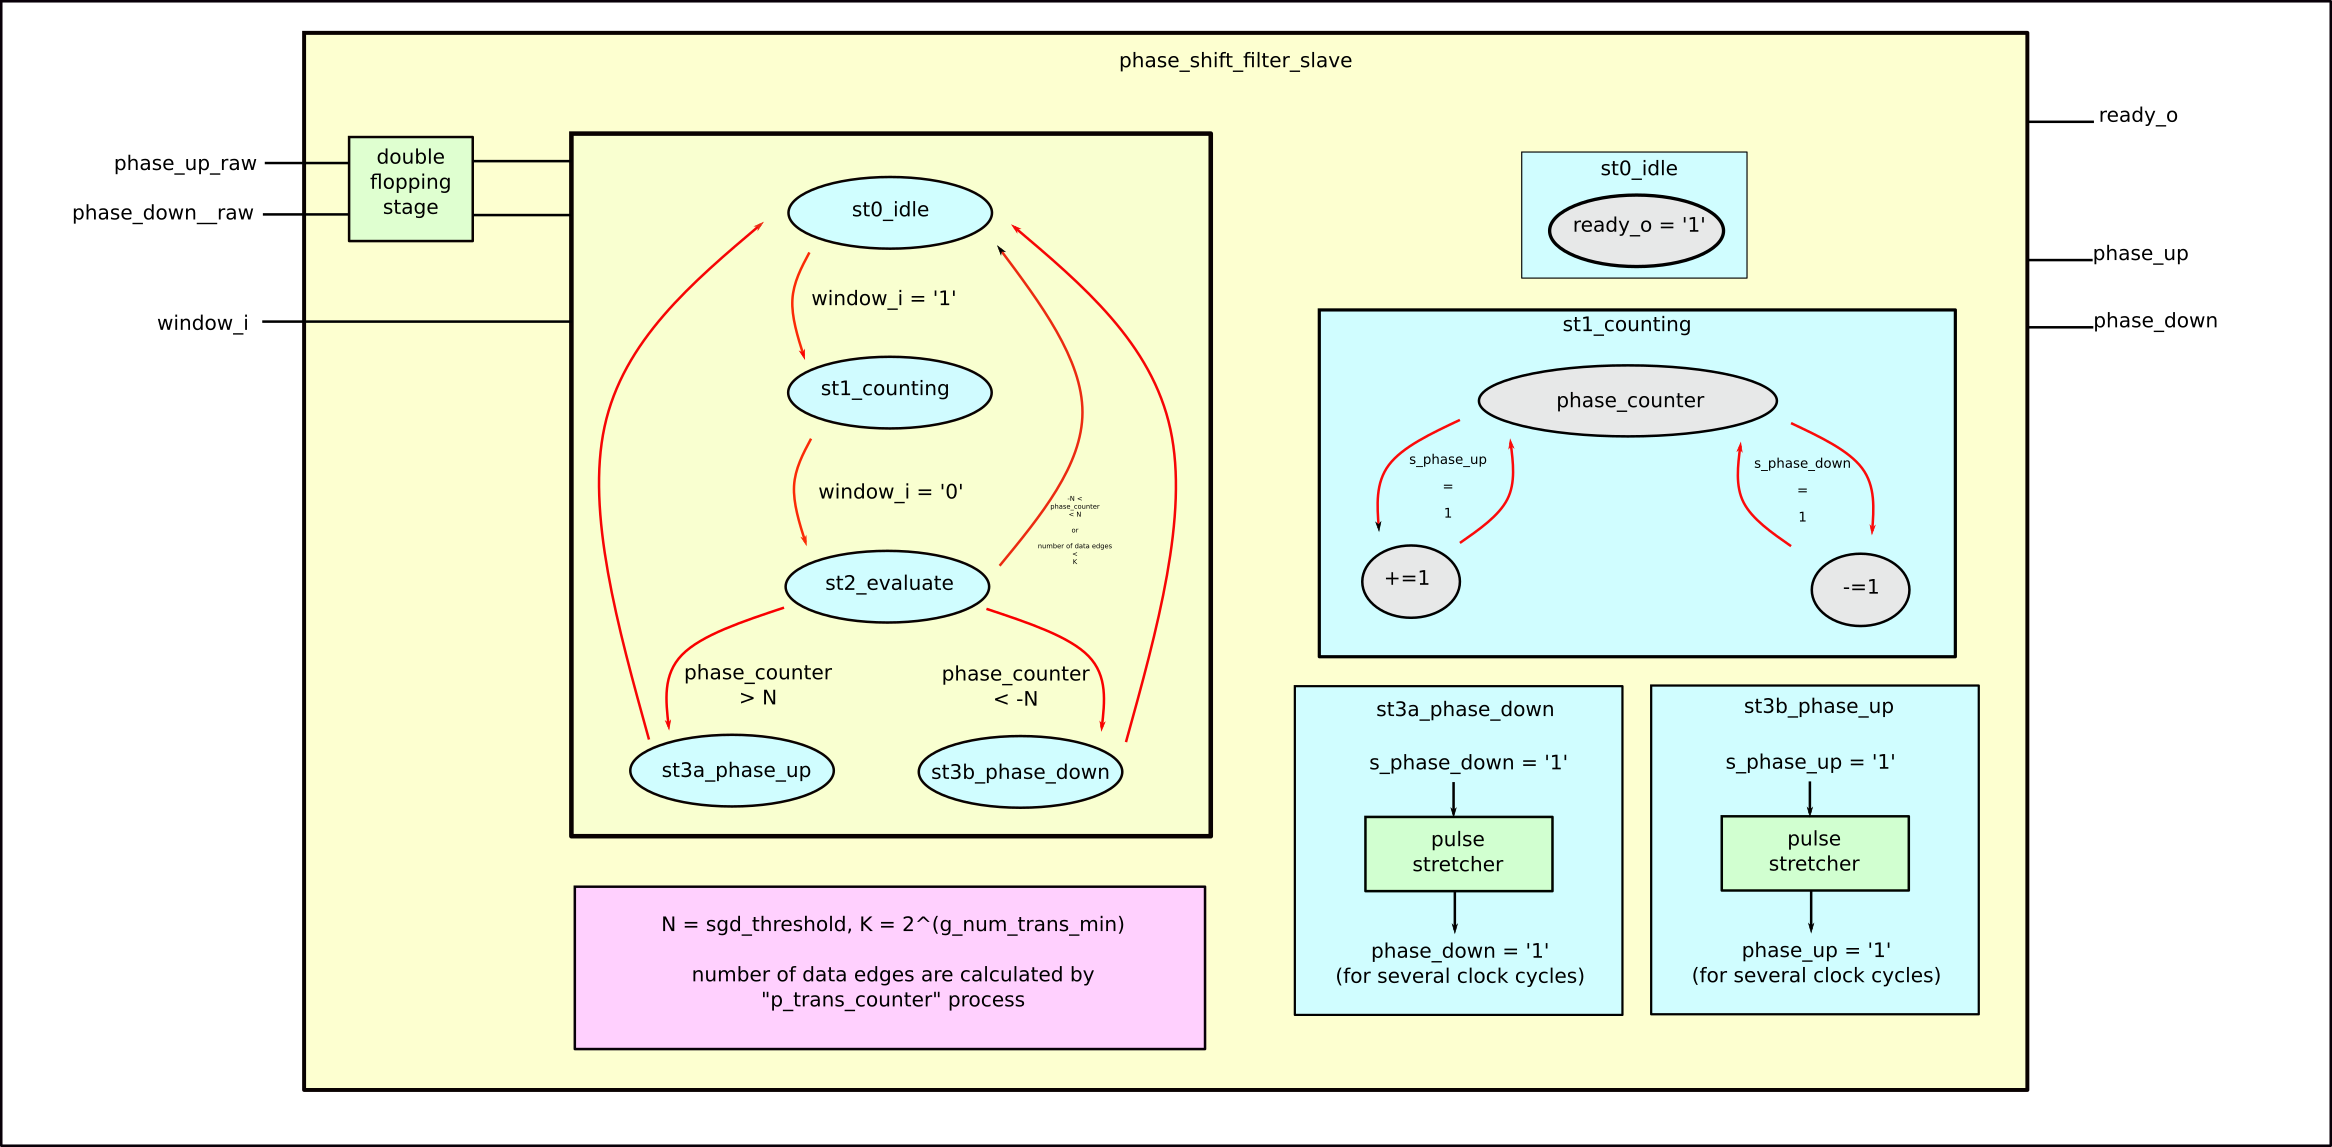 phase_shift_filter_slave
phase_up_raw
phase_down__raw
window_i
double
flopping
stage
st0_idle
window_i = '1'
st1_counting
window_i = '0'
-N <
phase_counter
< N
or
number of data edges
<
K
st2_evaluate
phase_counter
> N
phase_counter
< -N
st3a_phase_up
st3b_phase_down
N = sgd_threshold, K = 2^(g_num_trans_min)
number of data edges are calculated by
"p_trans_counter" process
st0_idle
ready_o = '1'
st1_counting
phase_counter
s_phase_up
=
1
s_phase_down
=
1
+=1
-=1
st3a_phase_down
s_phase_down = '1'
pulse
stretcher
phase_down = '1'
(for several clock cycles)
st3b_phase_up
s_phase_up = '1'
pulse
stretcher
phase_up = '1'
(for several clock cycles)
ready_o
phase_up
phase_down